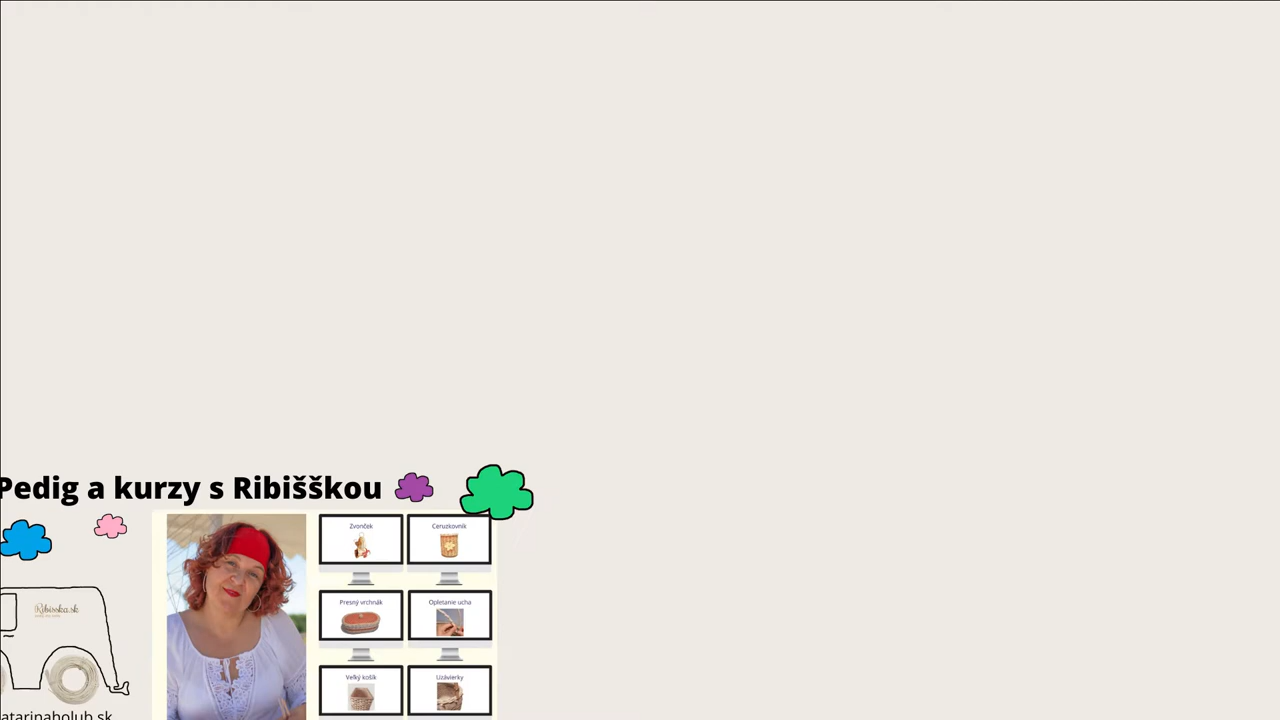 Pedig a kurzy s Ribišškou
Zvonček
Ceruzkovník
Ribisska.sk
Presný vrchnák
Opletanie ucha
Veľký košík
Uzávierky
atarinaholub.sk